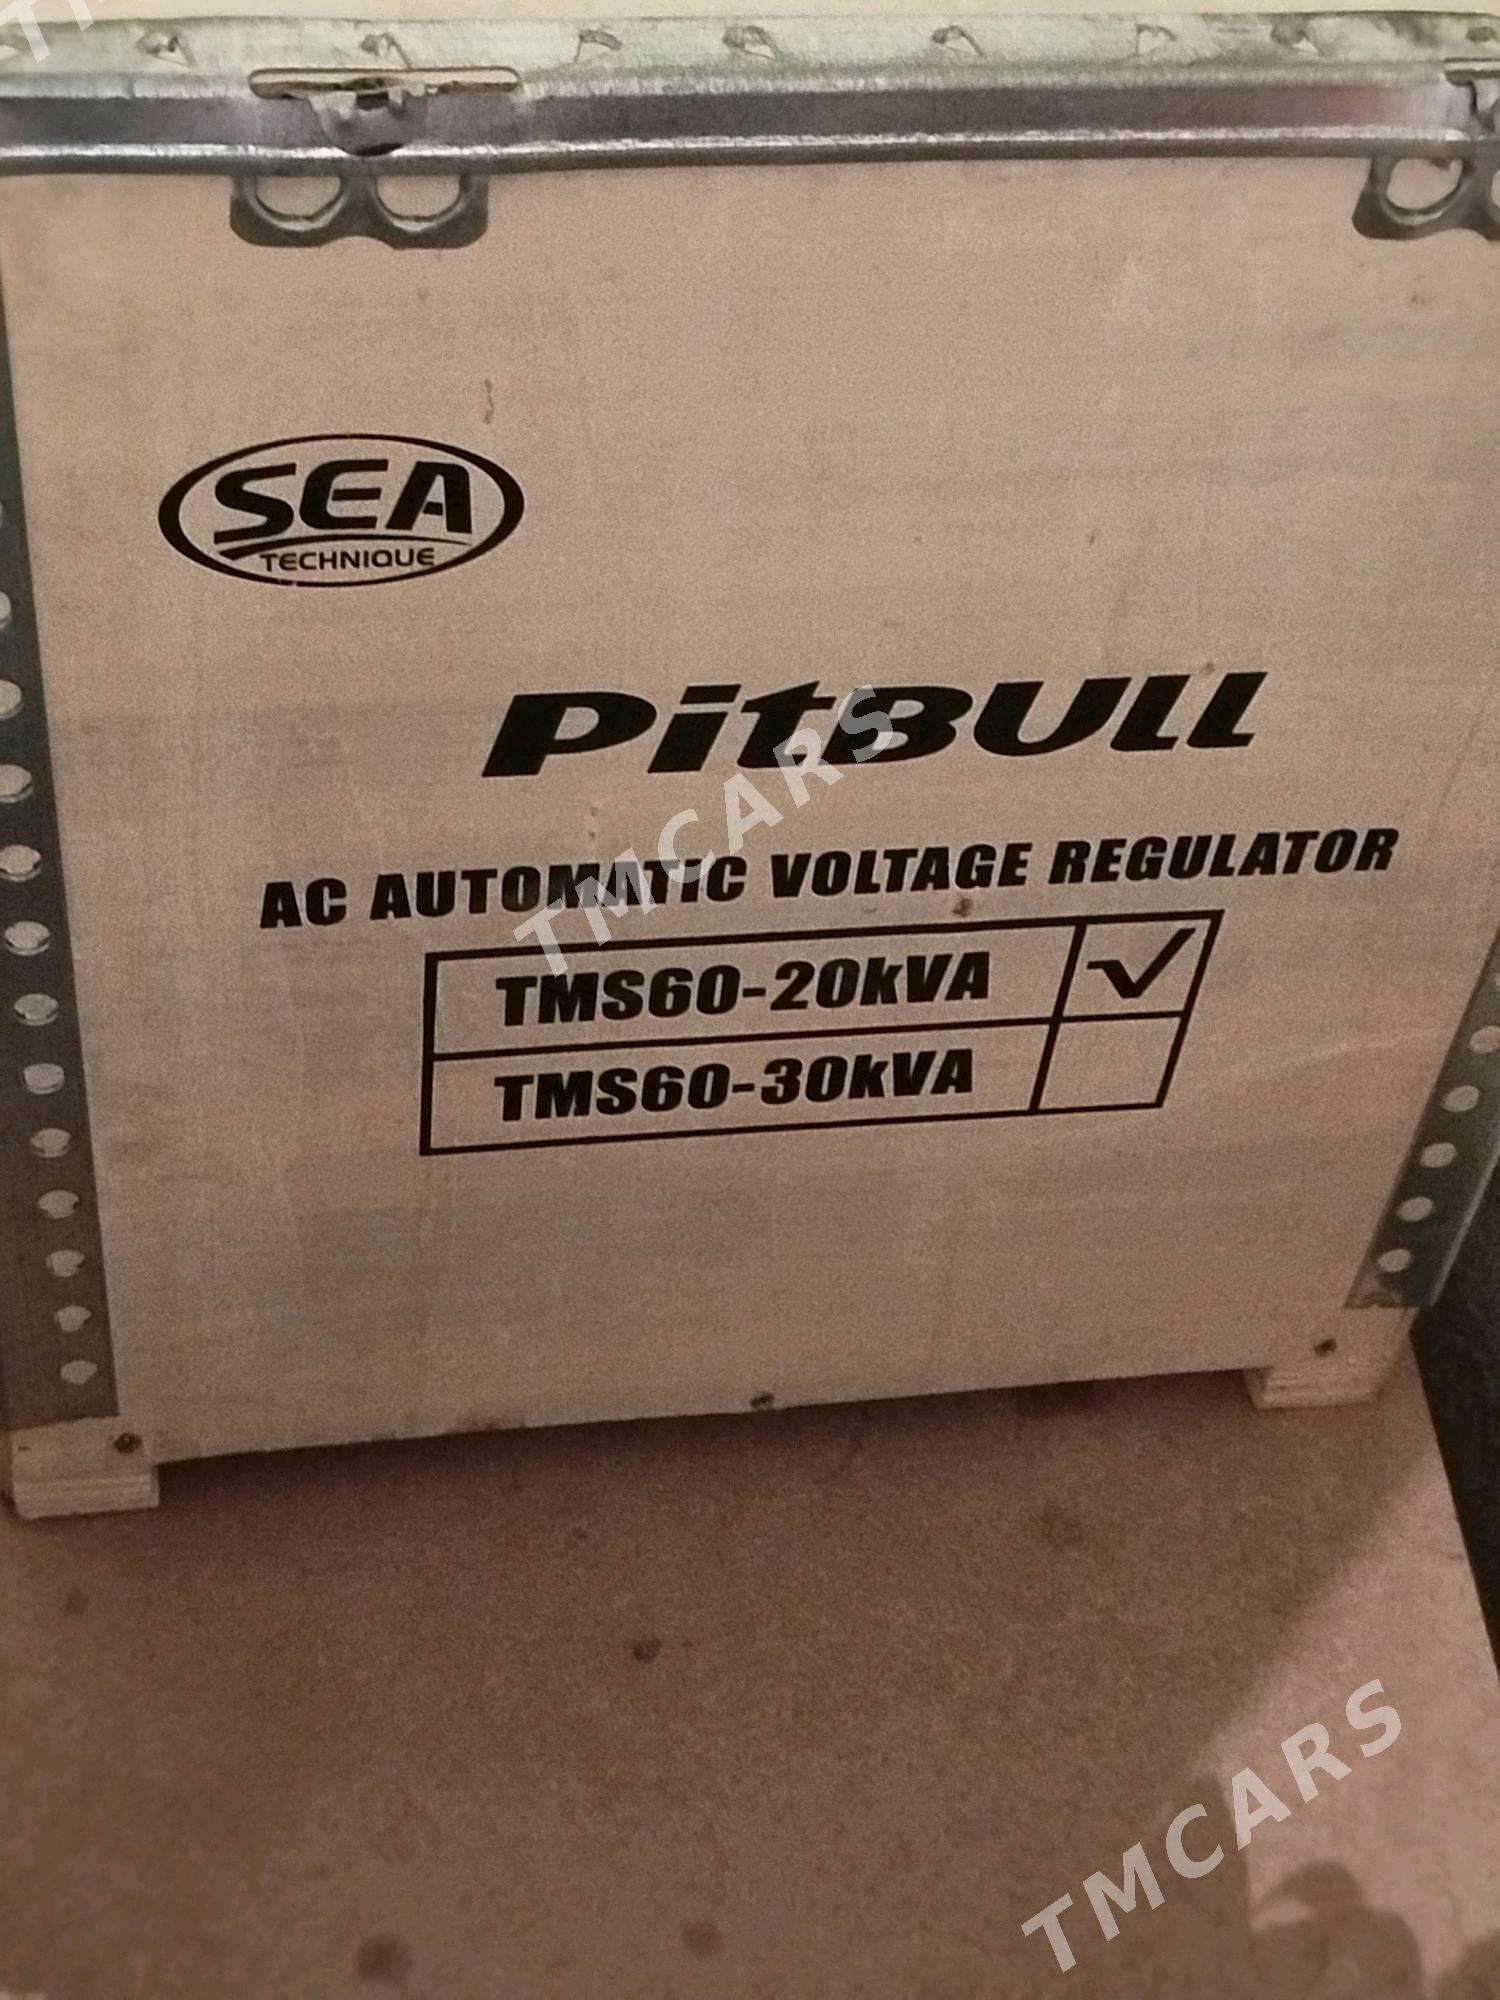 SEA
TECHNIQUE
PitBULL
AC AUTOMATIC VOLTAGE REGULATOR
TMS60-20kVA ✓
TMS60-30kVA
TMCARS
TMCARS